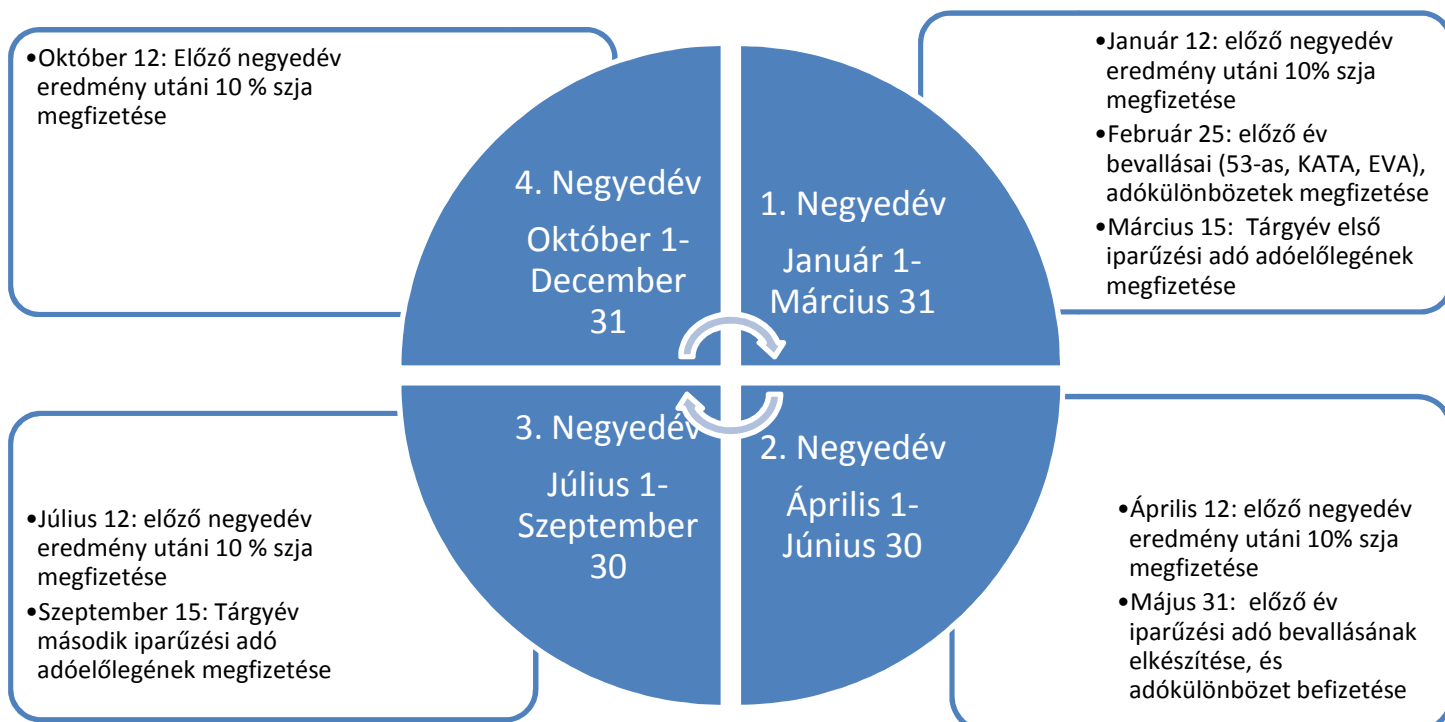 •Október 12: Előző negyedév
eredmény utáni 10 % szja
megfizetése
4. Negyedév
Október 1-
December
31
1. Negyedév
Január 1-
Március 31
•Január 12: előző negyedév
eredmény utáni 10% szja
megfizetése
•Február 25: előző év
bevallásai (53-as, KATA, EVA),
adókülönbözetek megfizetése
•Március 15: Tárgyév első
iparűzési adó adóelőlegének
megfizetése
•Július 12: előző negyedév
eredmény utáni 10 % szja
megfizetése
•Szeptember 15: Tárgyév
második iparűzési adó
adóelőlegének megfizetése
3. Negyedév
Július 1-
Szeptember
30
2. Negyedév
Április 1-
Június 30
•Április 12: előző negyedév
eredmény utáni 10% szja
megfizetése
•Május 31: előző év
iparűzési adó bevallásának
elkészítése, és
adókülönbözet befizetése